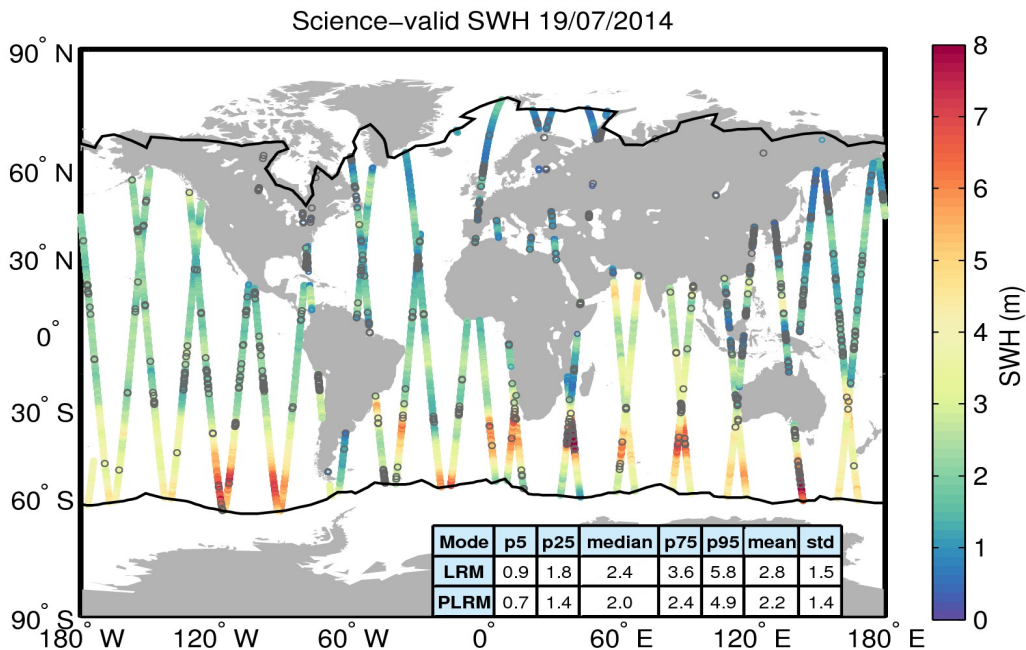 Science−valid SWH 19/07/2014
90° N
60° N
30° N
0°
30° S
60° S
90° S
180° W
120° W
60° W
0°
60° E
120° E
180° E
Mode p5 p25 median p75 p95 mean std
LRM 0.9 1.8 2.4 3.6 5.8 2.8 1.5
PLRM 0.7 1.4 2.0 2.4 4.9 2.2 1.4
8
7
6
5
4
3
2
1
0
SWH (m)